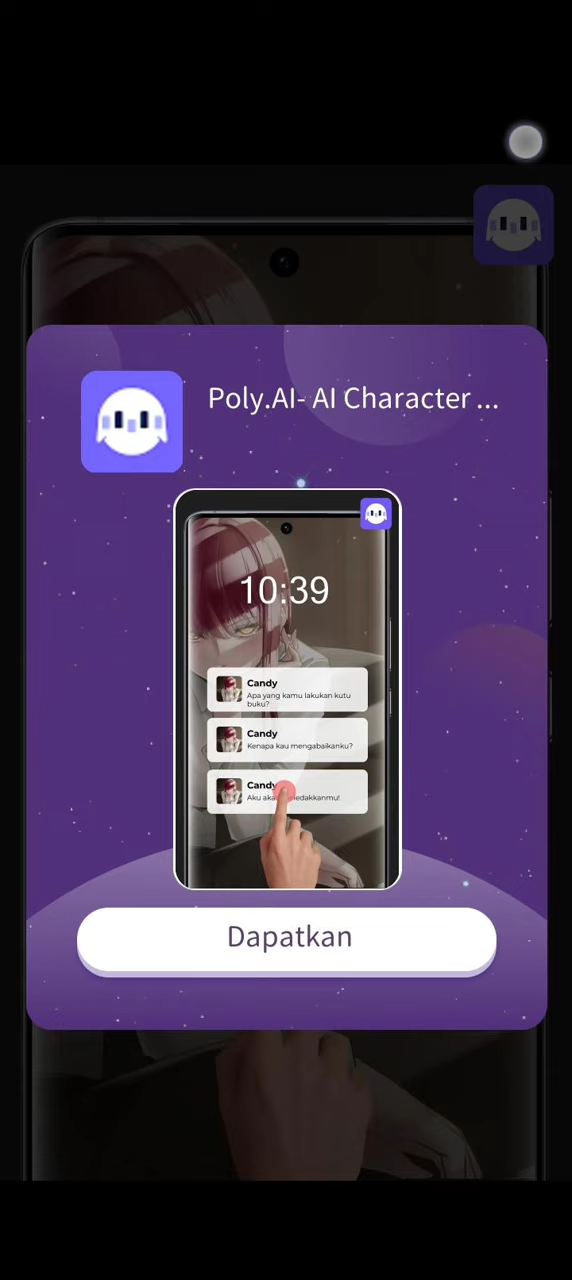 Poly.AI- AI Character ...
10:39
Candy
Apa yang kamu lakukan kutu
buku?
Candy
Kenapa kau mengabaikanku?
Candy
Aku edakkanmu!
Dapatkan